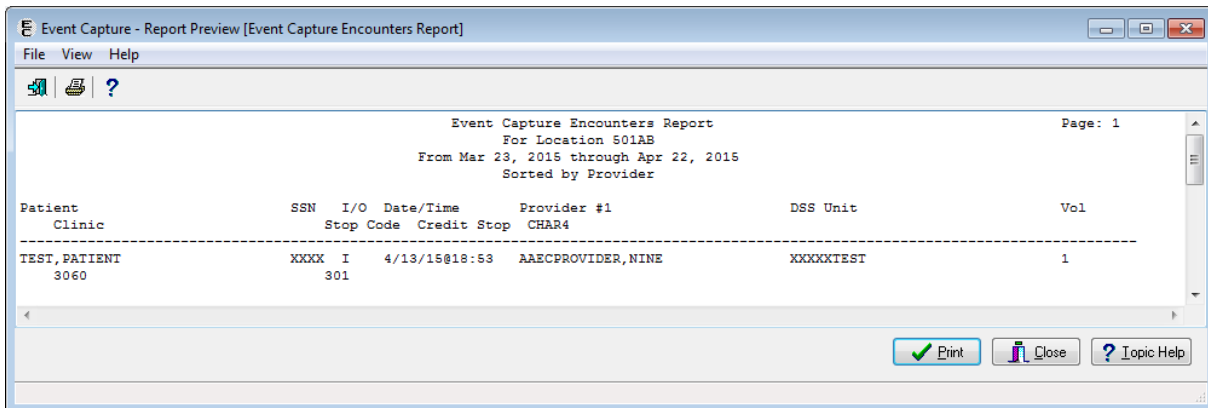 Event Capture - Report Preview [Event Capture Encounters Report]
File View Help
Event Capture Encounters Report Page: 1
For Location 501AB
From Mar 23, 2015 through Apr 22, 2015
Sorted by Provider
Patient SSN I/O Date/Time Provider #1 DSS Unit Vol
Clinic Stop Code Credit Stop CHAR4
TEST,PATIENT XXXX I 4/13/15@18:53 AAECPROVIDER,NINE XXXXXTEST 1
3060 301
Print Close ? Topic Help